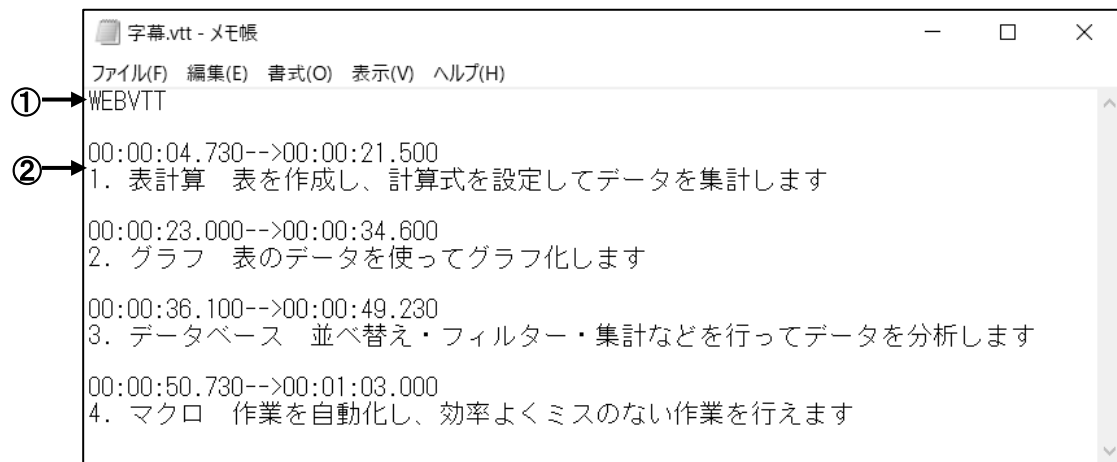 字幕.vtt - メモ帳
ファイル(F) 編集(E) 書式(O) 表示(V) ヘルプ(H)
① WEBVTT
00:00:04.730-->00:00:21.500
② 1. 表計算　表を作成し、計算式を設定してデータを集計します
00:00:23.000-->00:00:34.600
2. グラフ　表のデータを使ってグラフ化します
00:00:36.100-->00:00:49.230
3. データベース　並べ替え・フィルター・集計などを行ってデータを分析します
00:00:50.730-->00:01:03.000
4. マクロ　作業を自動化し、効率よくミスのない作業を行えます